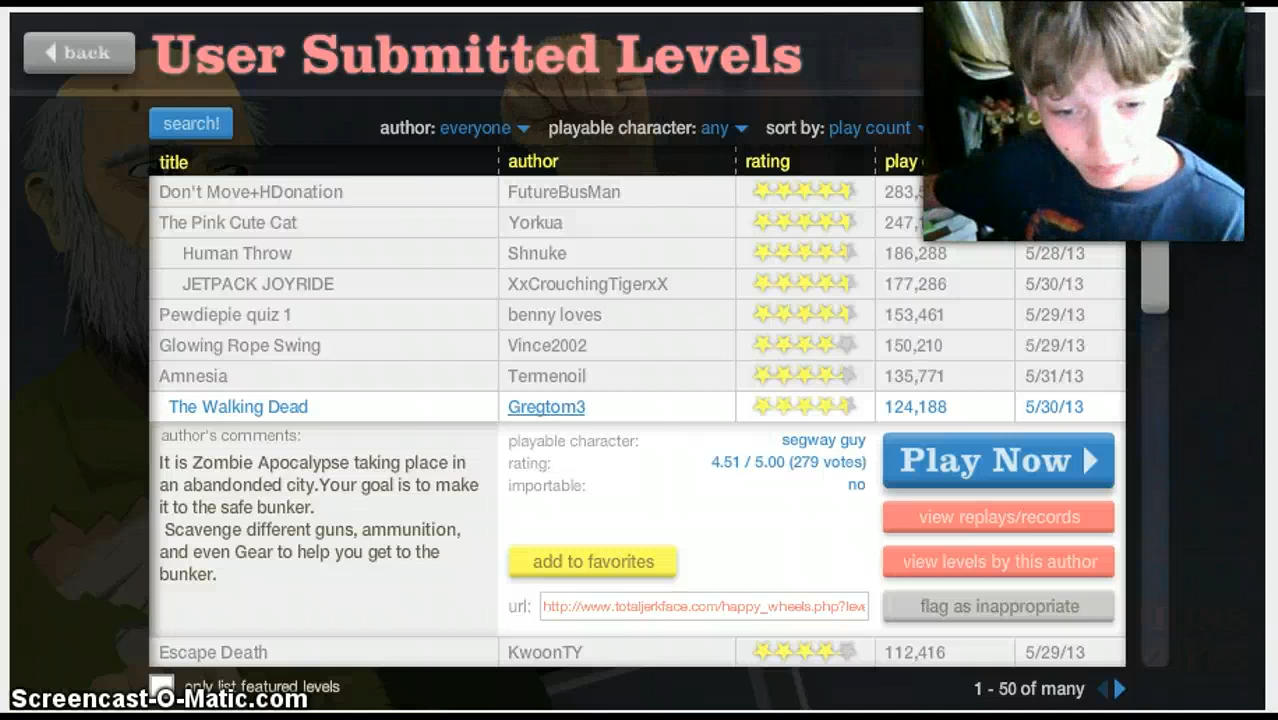 back
User Submitted Levels
search!
author: everyone playable character: any sort by: play count
title author rating play
Don't Move+HDonation FutureBusMan 283,
The Pink Cute Cat Yorkua 247,
Human Throw Shnuke 186,288 5/28/13
JETPACK JOYRIDE XxCrouchingTigerxX 177,286 5/30/13
Pewdiepie quiz 1 benny loves 153,461 5/29/13
Glowing Rope Swing Vince2002 150,210 5/29/13
Amnesia Termenoil 135,771 5/31/13
The Walking Dead Gregtom3 124,188 5/30/13
author's comments:
It is Zombie Apocalypse taking place in
an abandonded city.Your goal is to make
it to the safe bunker.
Scavenge different guns, ammunition,
and even Gear to help you get to the
bunker.
playable character: segway guy
rating: 4.51 / 5.00 (279 votes)
importable: no
add to favorites
url: http://www.totaljerkface.com/happy_wheels.php?leve
Play Now
view replays/records
view levels by this author
flag as inappropriate
Escape Death KwoonTY 112,416 5/29/13
only list featured levels
1 - 50 of many
Screencast-O-Matic.com